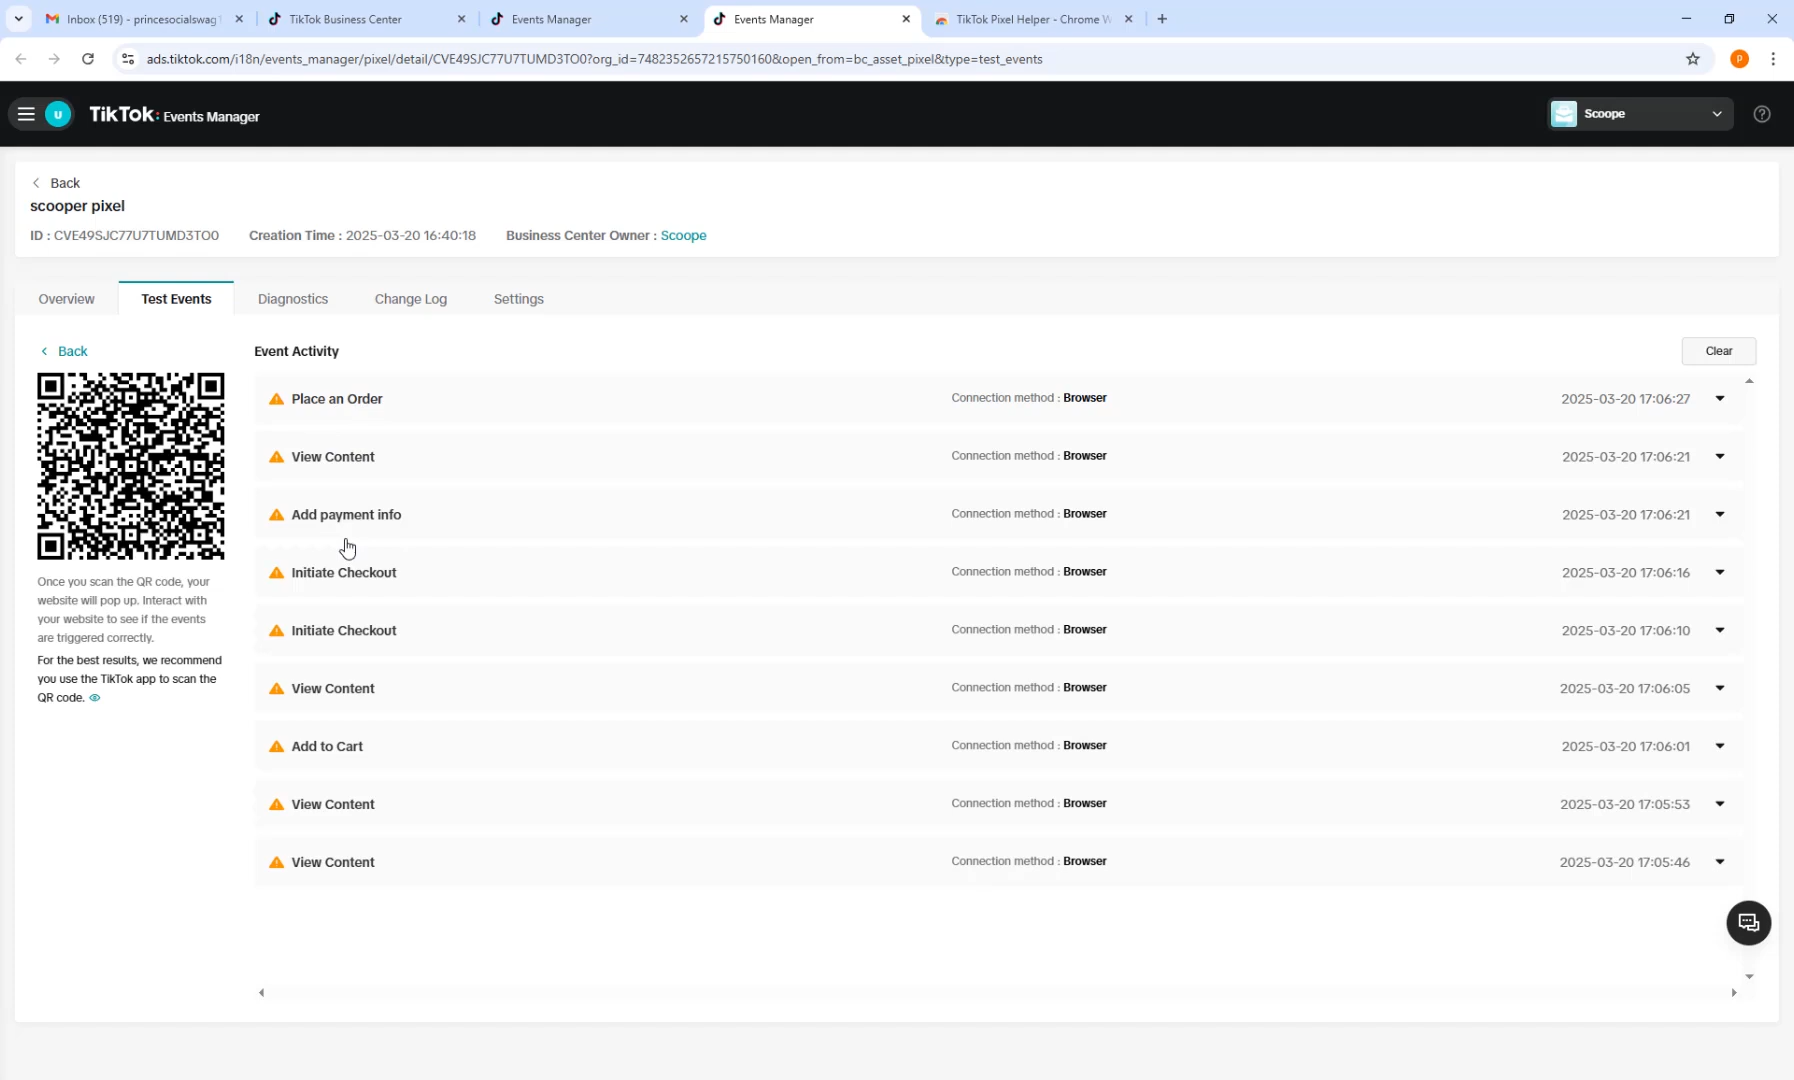 Inbox (519) - princesocialswag1
TikTok Business Center
Events Manager
Events Manager
TikTok Pixel Helper - Chrome W
ads.tiktok.com/i18n/events_manager/pixel/detail/CVE49SJC77U7TUMD3TO0?org_id=7482352657215750160&open_from=bc_asset_pixel&type=test_events
P
U
TikTok: Events Manager
Scoope
Back
scooper pixel
ID : CVE49SJC77U7TUMD3TO0 Creation Time : 2025-03-20 16:40:18 Business Center Owner : Scoope
Overview Test Events Diagnostics Change Log Settings
Back
Event Activity
Clear
Place an Order Connection method : Browser 2025-03-20 17:06:27
View Content Connection method : Browser 2025-03-20 17:06:21
Add payment info Connection method : Browser 2025-03-20 17:06:21
Initiate Checkout Connection method : Browser 2025-03-20 17:06:16
Initiate Checkout Connection method : Browser 2025-03-20 17:06:10
View Content Connection method : Browser 2025-03-20 17:06:05
Add to Cart Connection method : Browser 2025-03-20 17:06:01
View Content Connection method : Browser 2025-03-20 17:05:53
View Content Connection method : Browser 2025-03-20 17:05:46
Once you scan the QR code, your
website will pop up. Interact with
your website to see if the events
are triggered correctly.
For the best results, we recommend
you use the TikTok app to scan the
QR code.